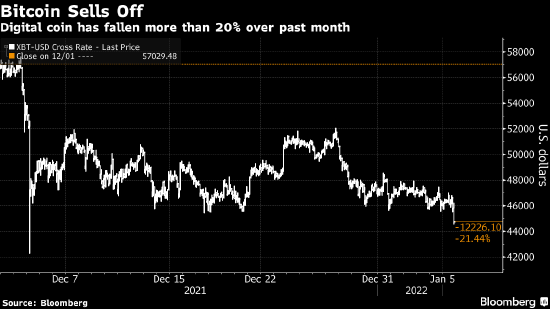 Bitcoin Sells Off
Digital coin has fallen more than 20% over past month
XBT-USD Cross Rate - Last Price
Close on 12/01 ---- 57029.48
58000
56000
54000
52000
50000
48000
46000
44000
42000
U.S. dollars
-12226.10
-21.44%
Dec 7
Dec 15
Dec 22
Dec 31
Jan 5
2021
2022
Source: Bloomberg
Bloomberg